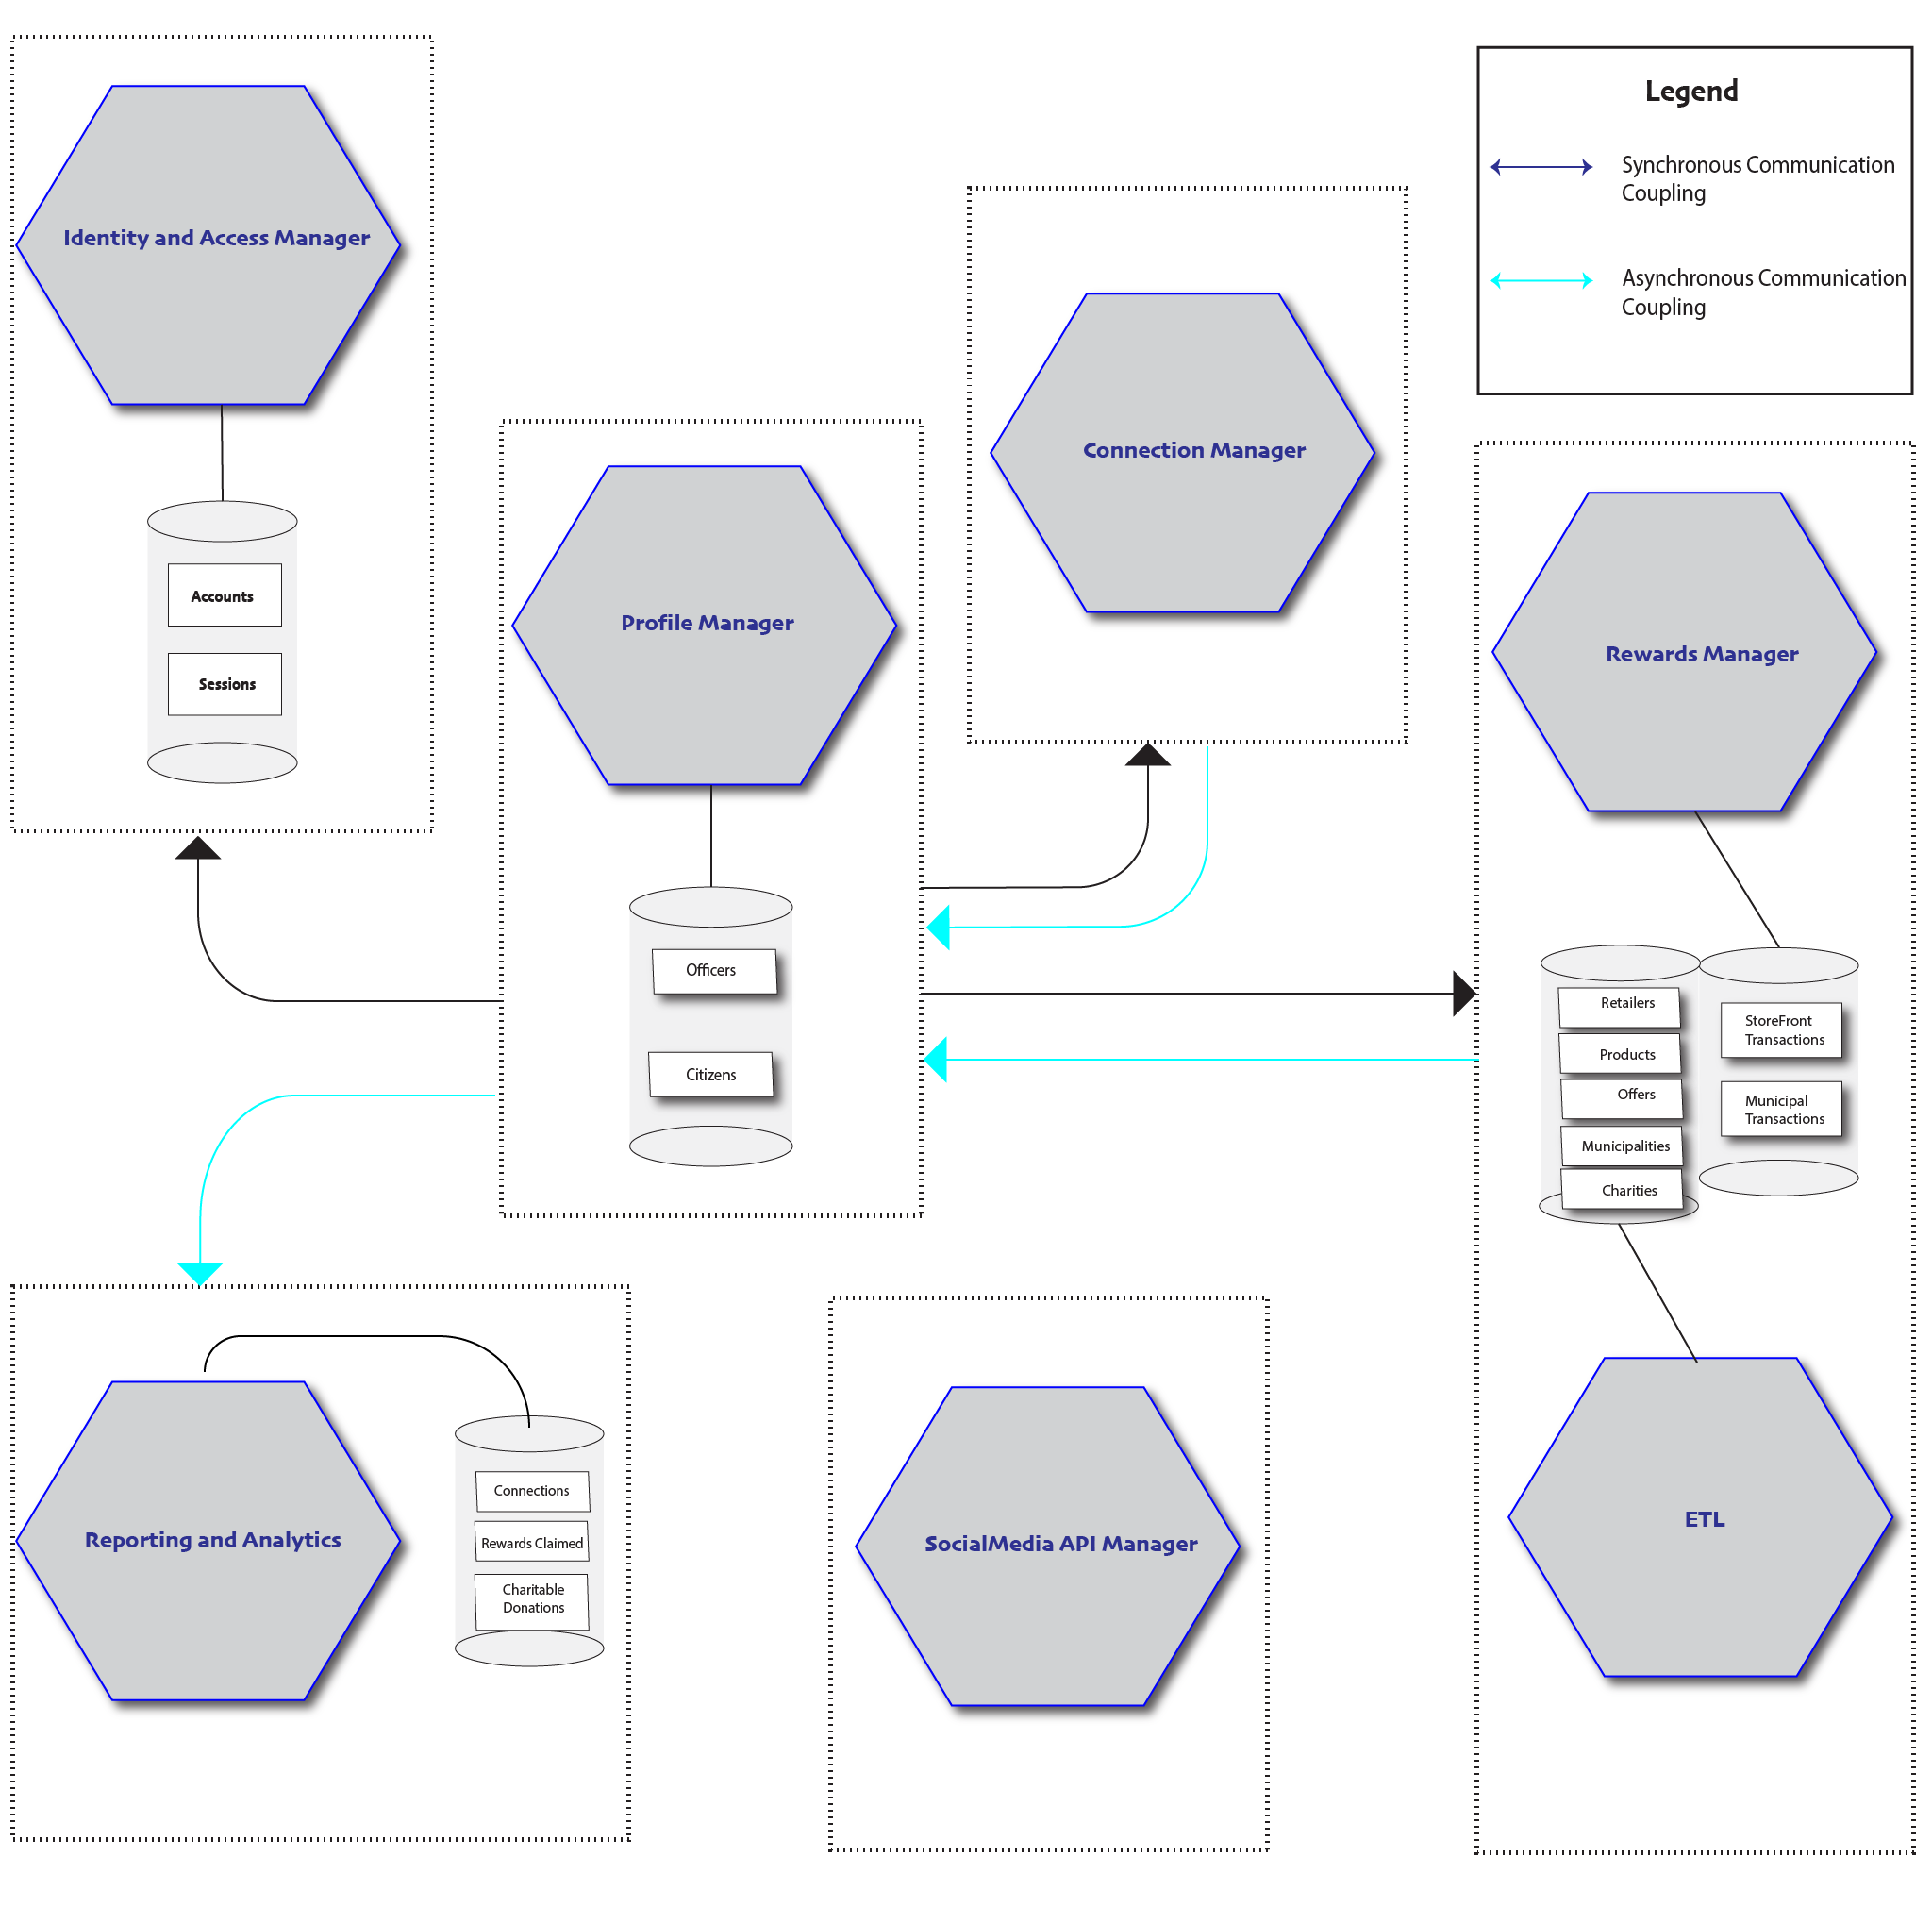 Legend
Synchronous Communication
Coupling
Asynchronous Communication
Coupling
Identity and Access Manager
Accounts
Sessions
Profile Manager
Officers
Citizens
Connection Manager
Rewards Manager
Retailers
Products
Offers
Municipalities
Charities
StoreFront
Transactions
Municipal
Transactions
Reporting and Analytics
Connections
Rewards Claimed
Charitable
Donations
SocialMedia API Manager
ETL